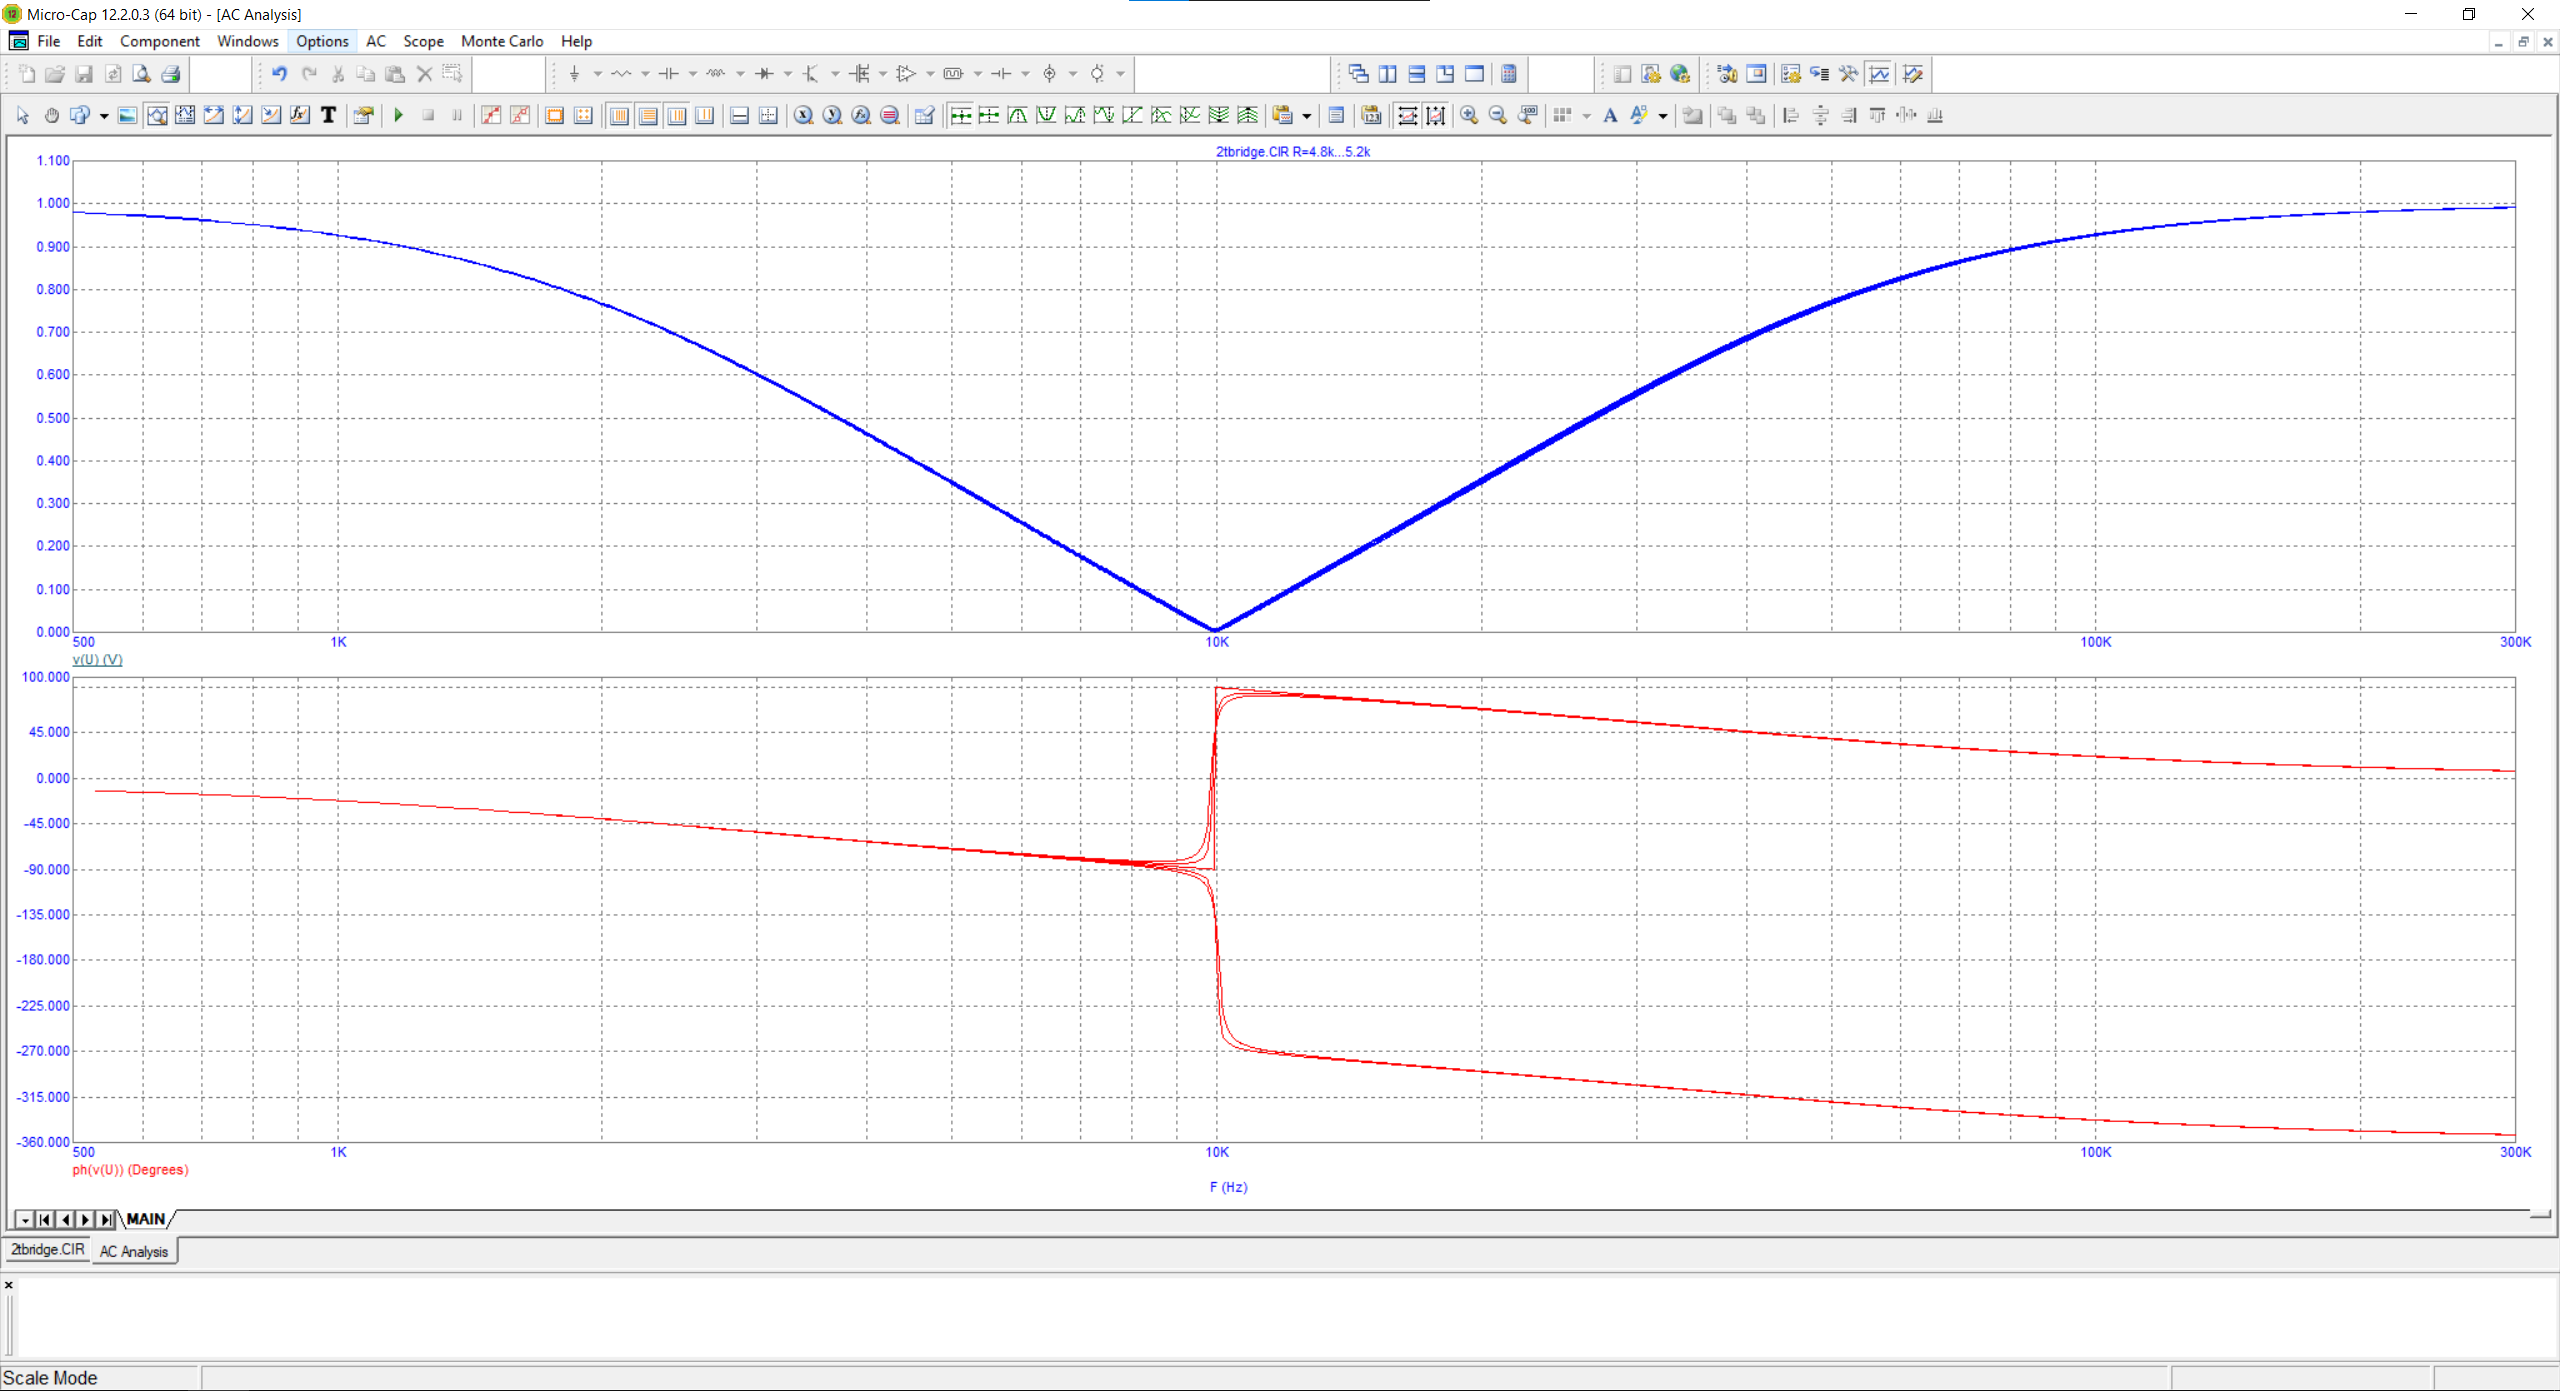 Micro-Cap 12.2.0.3 (64 bit) - [AC Analysis]
File Edit Component Windows Options AC Scope Monte Carlo Help
2tbridge.CIR R=4.8k...5.2k
1.100
1.000
0.900
0.800
0.700
0.600
0.500
0.400
0.300
0.200
0.100
0.000
500 1K 10K 100K 300K
v(U) (V)
100.000
45.000
0.000
-45.000
-90.000
-135.000
-180.000
-225.000
-270.000
-315.000
-360.000
500 1K 10K 100K 300K
ph(v(U)) (Degrees)
F (Hz)
MAIN
2tbridge.CIR AC Analysis
Scale Mode